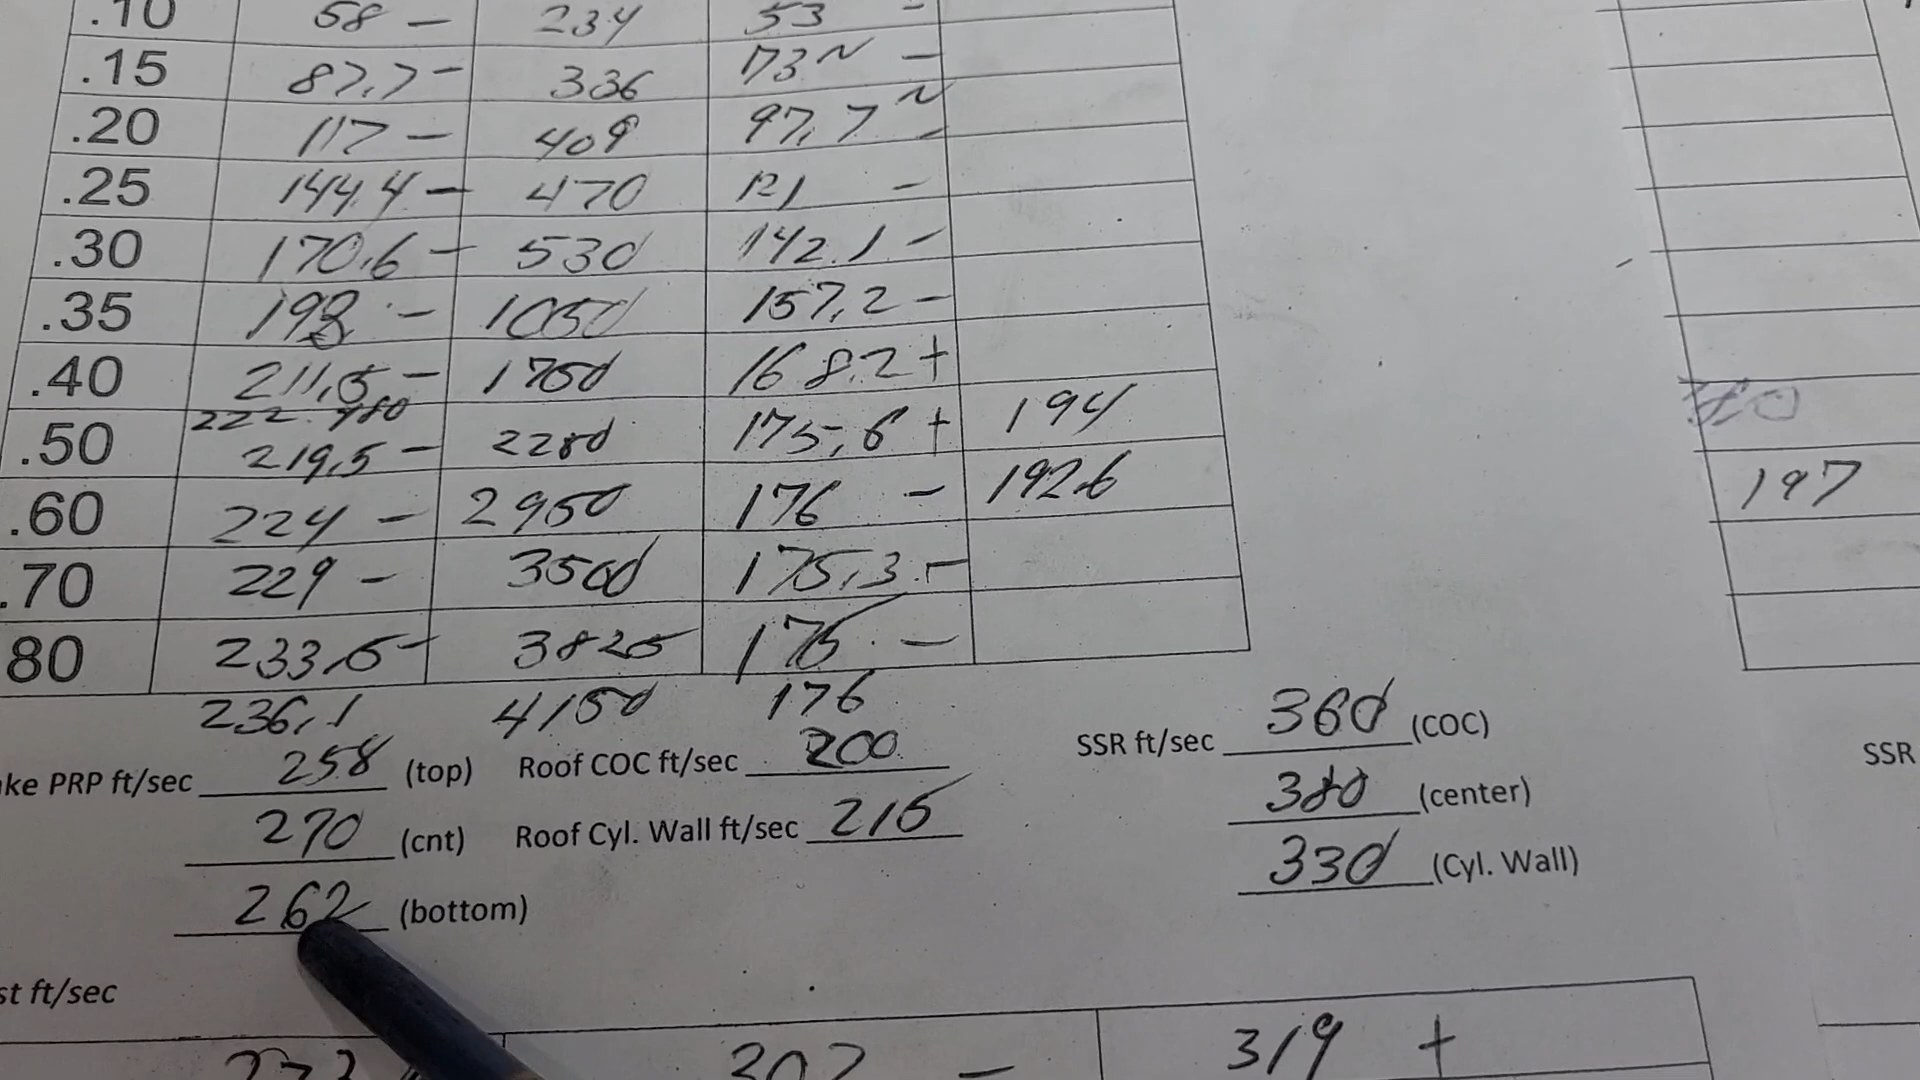 .10 58 – 234 53 –
.15 87.7 – 336 73 ~ –
.20 117 – 409 97.7 ~ –
.25 144.4 – 470 121 –
.30 170.6 – 530 142.1 –
.35 198 – 1050 157.2 –
.40 211.5 – 1750 168.2 +
222.480
.50 219.5 – 2280 175.6 + 194
.60 224 – 2950 176 – 192.6 197
.70 229 – 3500 175.3 –
80 233.5 – 3825 175 –
236.1 4150 176
ke PRP ft/sec 258 (top) Roof COC ft/sec 200 SSR ft/sec 360 (COC) SSR
270 (cnt) Roof Cyl. Wall ft/sec 215 380 (center)
262 (bottom) 330 (Cyl. Wall)
st ft/sec
307 – 319 +